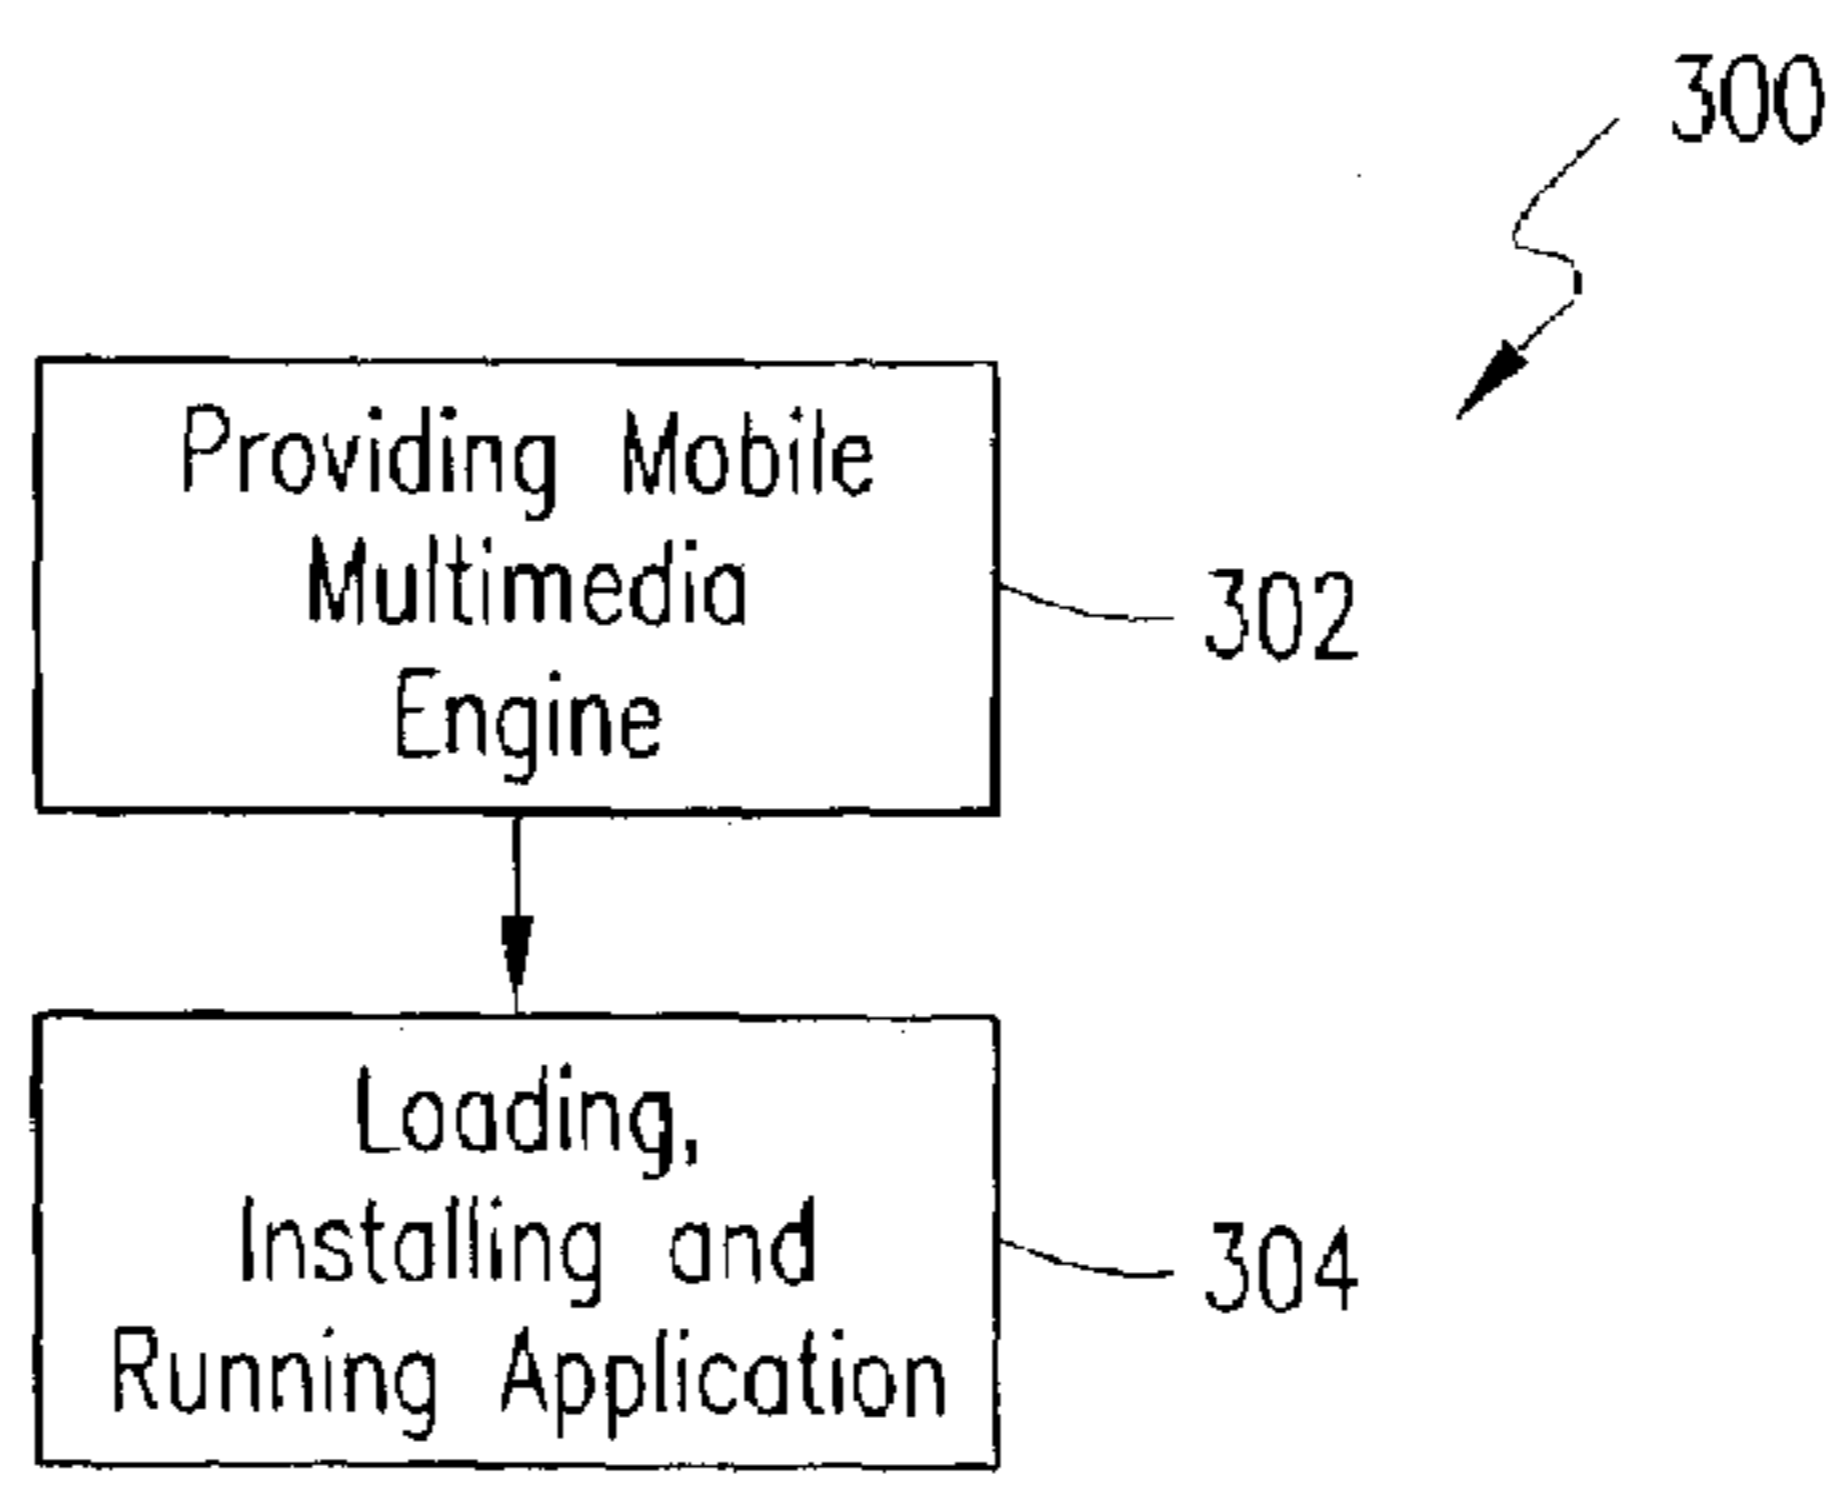 300
Providing Mobile
Multimedia
Engine
302
Loading,
Installing and
Running Application
304